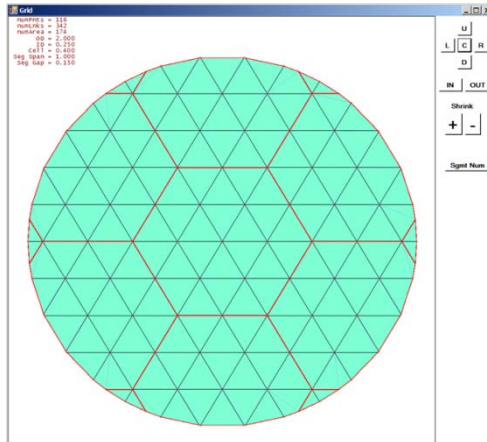 Grid
numPnts = 116
numLnks = 342
numArea = 174
OD = 2.000
ID = 0.250
Cell = 0.400
Seg Span = 1.000
Seg Gap = 0.150
U
L C R
D
IN OUT
Shrink
+ -
Sgmt Num